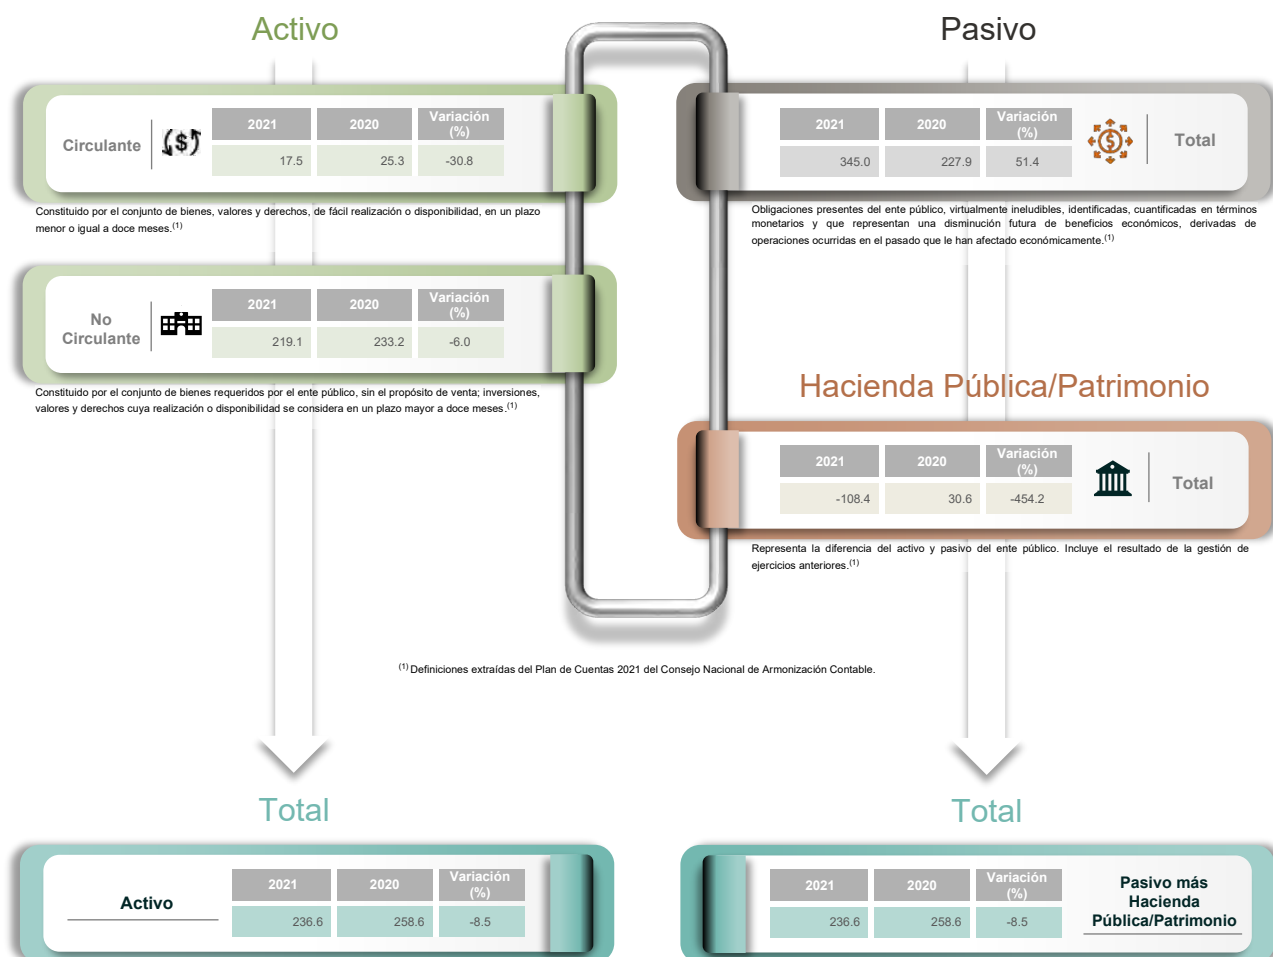 Activo
Circulante
2021 2020 Variación (%)
17.5 25.3 -30.8
Constituido por el conjunto de bienes, valores y derechos, de fácil realización o disponibilidad, en un plazo
menor o igual a doce meses.(1)
No
Circulante
2021 2020 Variación (%)
219.1 233.2 -6.0
Constituido por el conjunto de bienes requeridos por el ente público, sin el propósito de venta; inversiones,
valores y derechos cuya realización o disponibilidad se considera en un plazo mayor a doce meses.(1)
Pasivo
2021 2020 Variación (%)
345.0 227.9 51.4
Total
Obligaciones presentes del ente público, virtualmente ineludibles, identificadas, cuantificadas en términos
monetarios y que representan una disminución futura de beneficios económicos, derivadas de
operaciones ocurridas en el pasado que le han afectado económicamente.(1)
Hacienda Pública/Patrimonio
2021 2020 Variación (%)
-108.4 30.6 -454.2
Total
Representa la diferencia del activo y pasivo del ente público. Incluye el resultado de la gestión de
ejercicios anteriores.(1)
(1) Definiciones extraídas del Plan de Cuentas 2021 del Consejo Nacional de Armonización Contable.
Total
Activo
2021 2020 Variación (%)
236.6 258.6 -8.5
Total
2021 2020 Variación (%)
236.6 258.6 -8.5
Pasivo más
Hacienda
Pública/Patrimonio